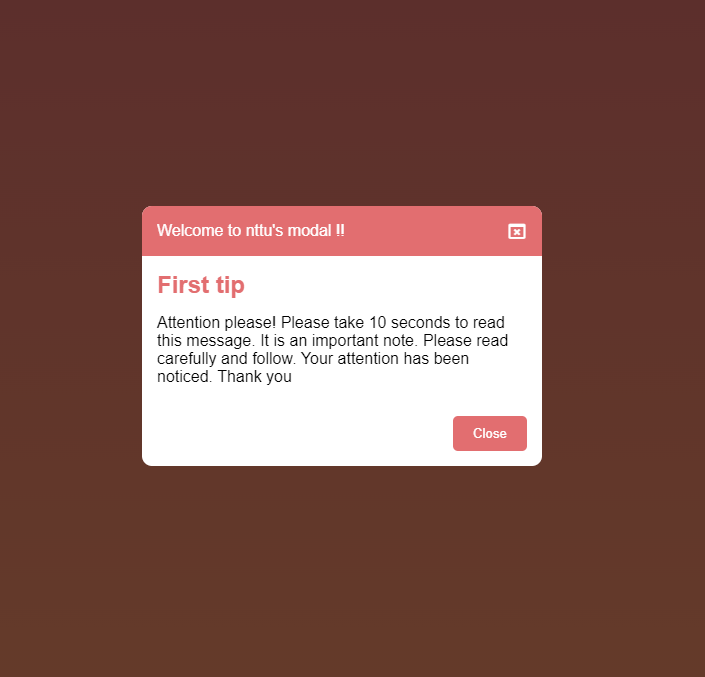 Welcome to nttu's modal !!
First tip
Attention please! Please take 10 seconds to read
this message. It is an important note. Please read
carefully and follow. Your attention has been
noticed. Thank you
Close